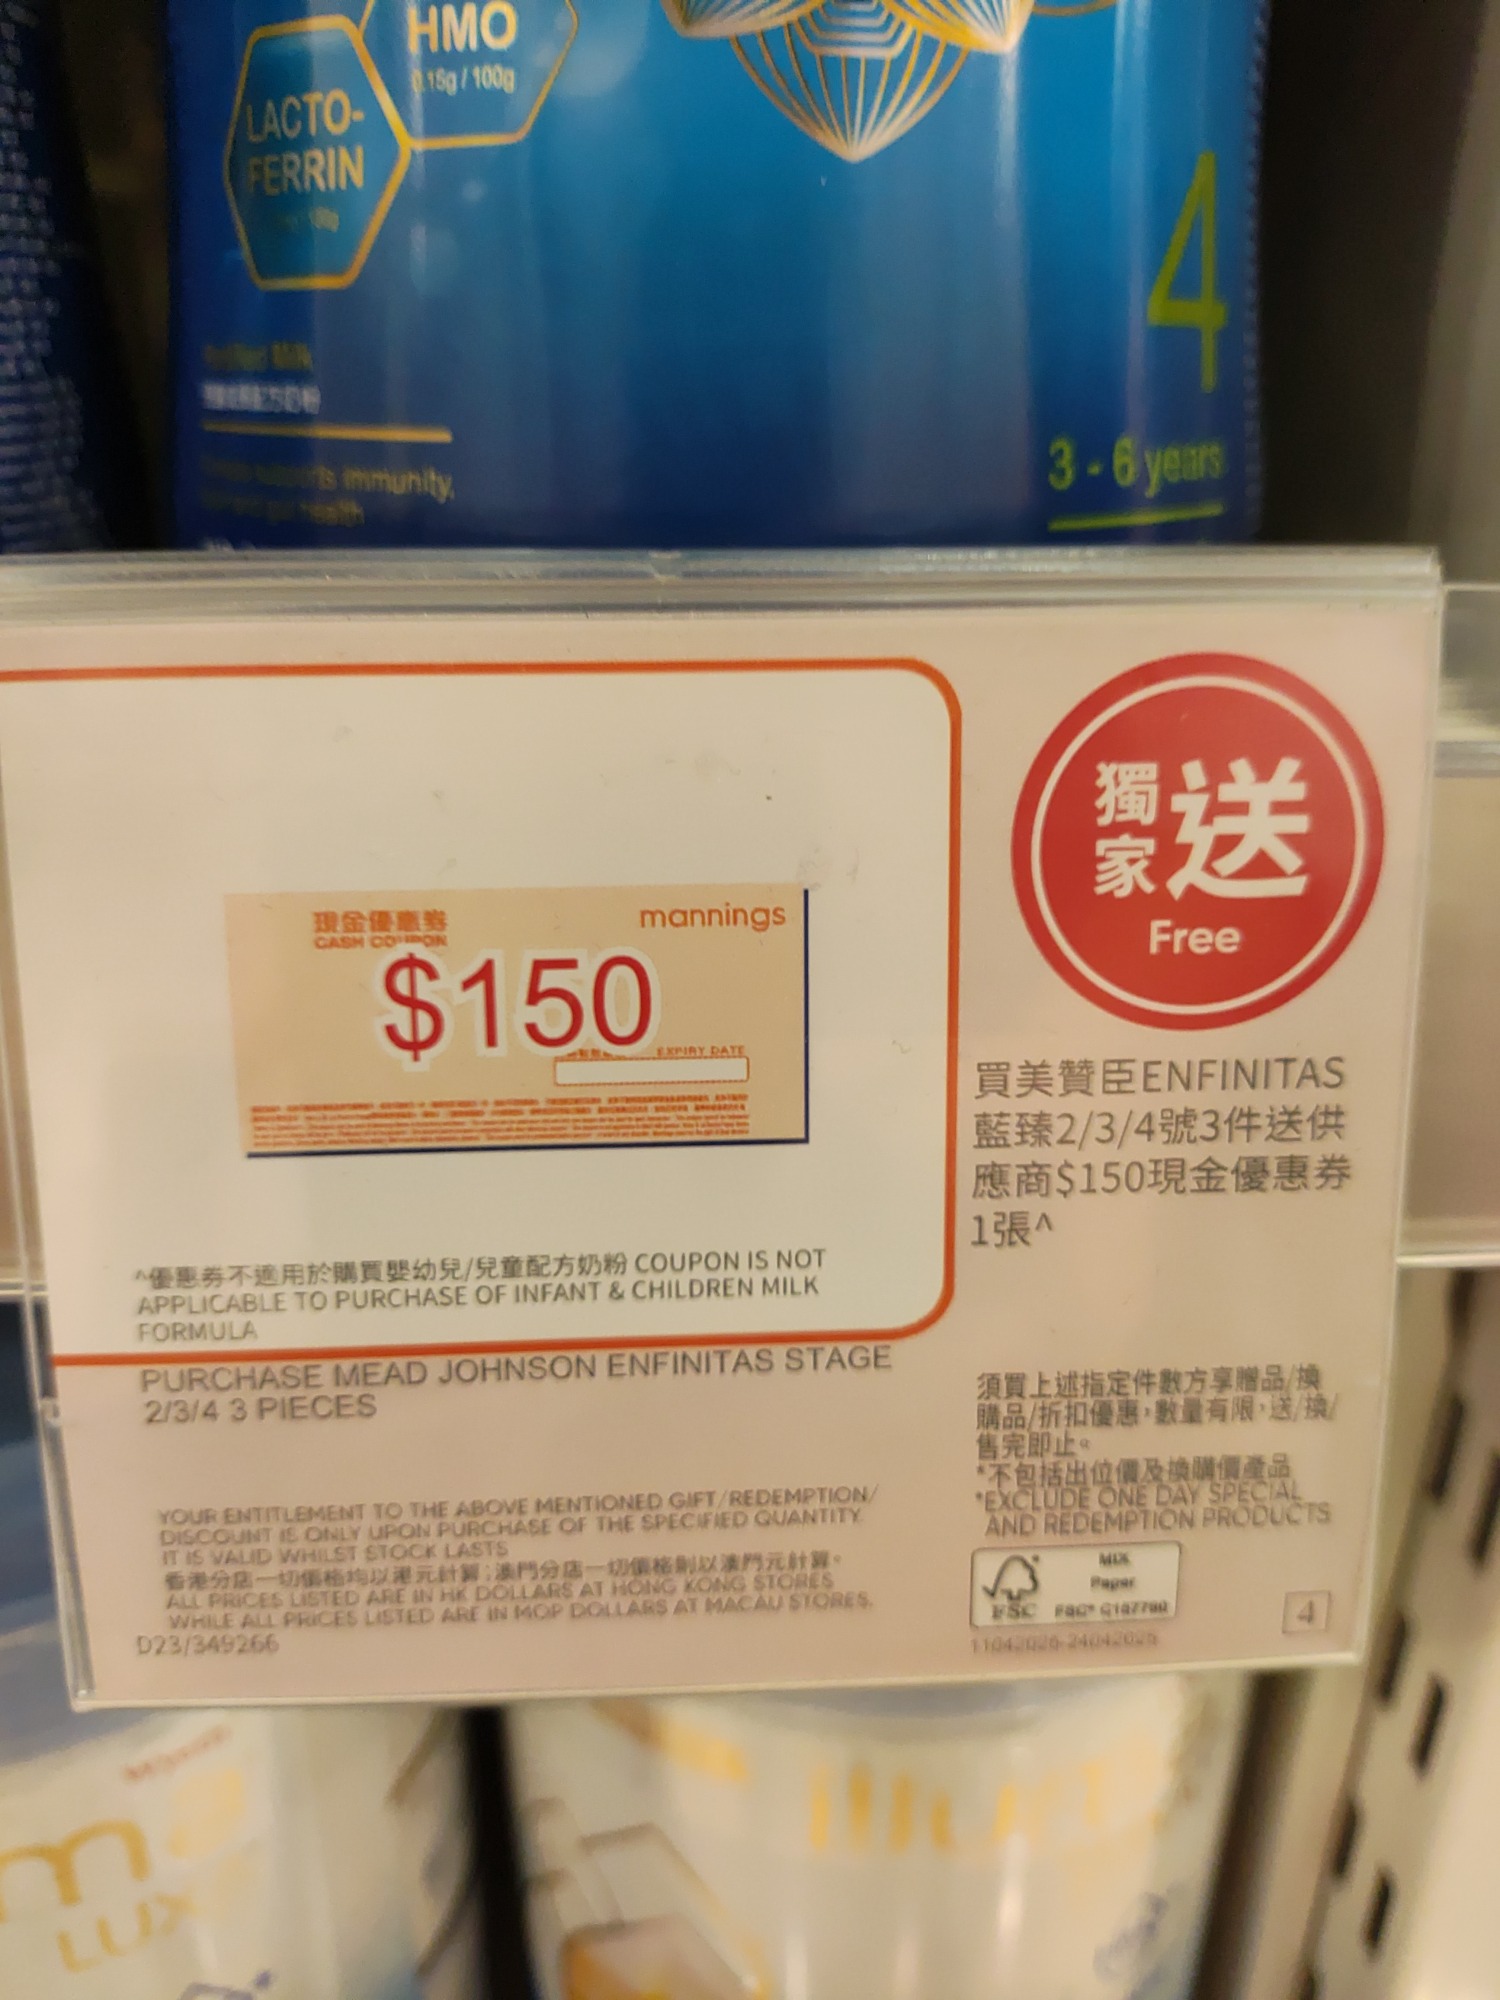 HMO
0.15g / 100g
LACTO-
FERRIN
4
3 - 6 years
immunity,
health
獨家送
Free
現金優惠券
CASH COUPON
mannings
$150
EXPIRY DATE
買美贊臣ENFINITAS
藍臻2/3/4號3件送供
應商$150現金優惠券
1張^
^優惠券不適用於購買嬰幼兒/兒童配方奶粉 COUPON IS NOT
APPLICABLE TO PURCHASE OF INFANT & CHILDREN MILK
FORMULA
PURCHASE MEAD JOHNSON ENFINITAS STAGE
2/3/4 3 PIECES
須買上述指定件數方享贈品/換
購品/折扣優惠，數量有限，送/換/
售完即止。
*不包括出位價及換購價產品
*EXCLUDE ONE DAY SPECIAL
AND REDEMPTION PRODUCTS
YOUR ENTITLEMENT TO THE ABOVE MENTIONED GIFT/REDEMPTION/
DISCOUNT IS ONLY UPON PURCHASE OF THE SPECIFIED QUANTITY.
IT IS VALID WHILST STOCK LASTS
香港分店一切價格均以港元計算；澳門分店一切價格則以澳門元計算。
ALL PRICES LISTED ARE IN HK DOLLARS AT HONG KONG STORES
WHILE ALL PRICES LISTED ARE IN MOP DOLLARS AT MACAU STORES.
D23/349266
FSC
MIX
Paper
4
LUX